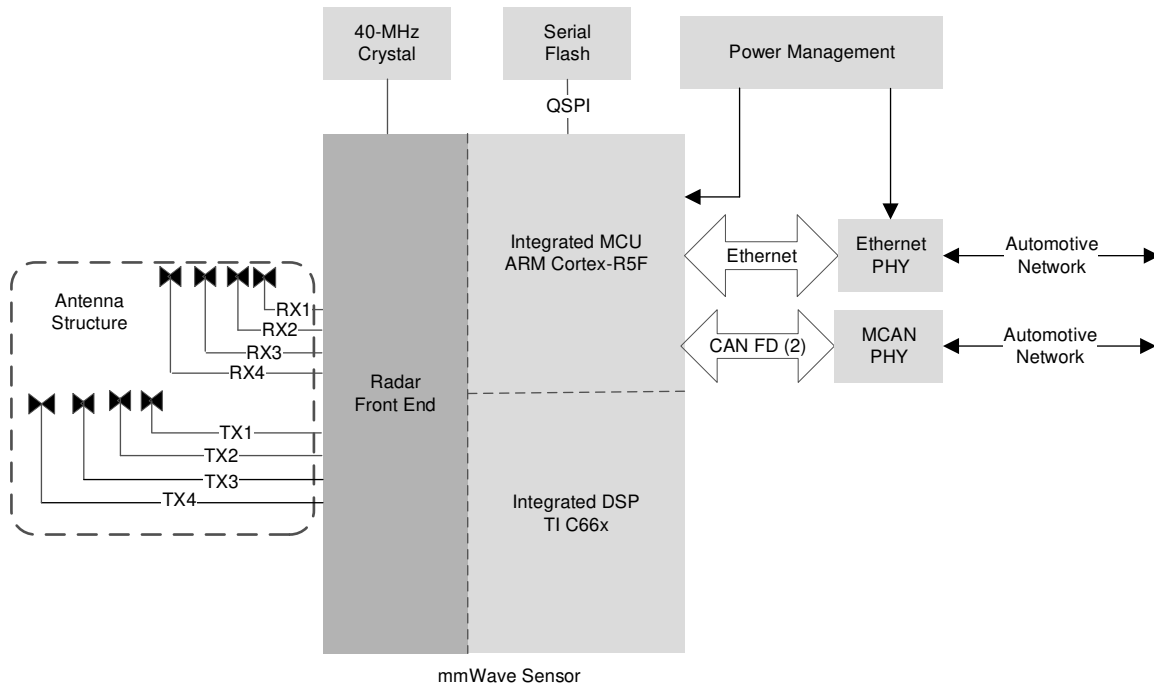 40-MHz
Crystal
Serial
Flash
Power Management
QSPI
Integrated MCU
ARM Cortex-R5F
Ethernet
Ethernet
PHY
Automotive
Network
Antenna
Structure
RX1
RX2
RX3
RX4
CAN FD (2)
MCAN
PHY
Automotive
Network
Radar
Front End
TX1
TX2
TX3
TX4
Integrated DSP
TI C66x
mmWave Sensor